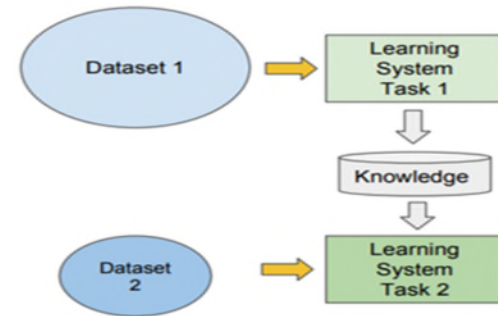 Dataset 1
Learning
System
Task 1
Knowledge
Dataset
2
Learning
System
Task 2